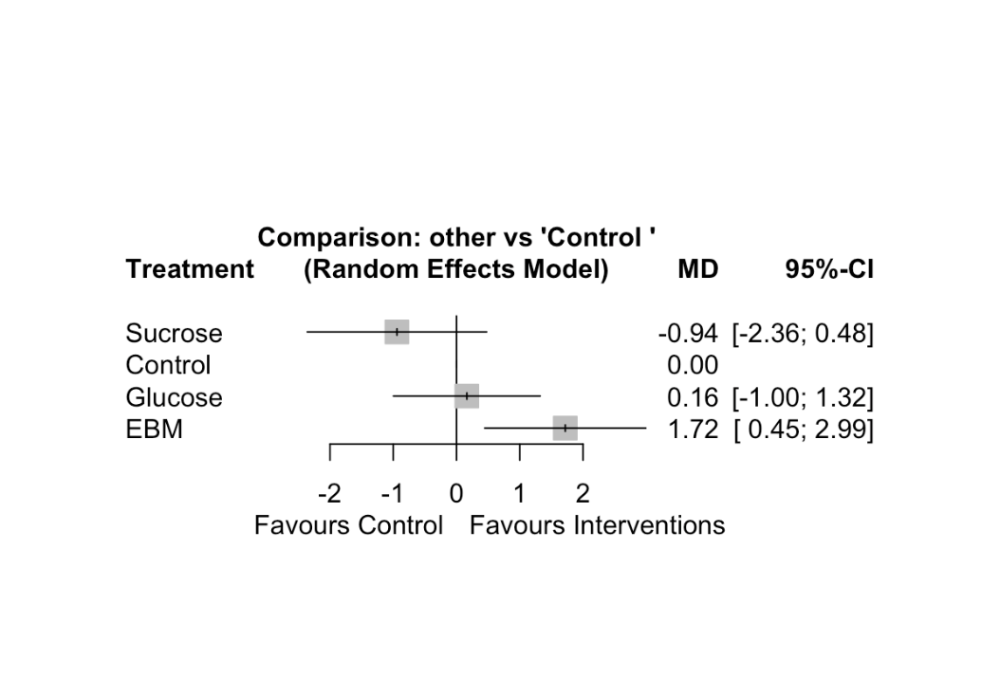 Comparison: other vs 'Control '
Treatment (Random Effects Model) MD 95%-CI
Sucrose -0.94 [-2.36; 0.48]
Control 0.00
Glucose 0.16 [-1.00; 1.32]
EBM 1.72 [ 0.45; 2.99]
-2 -1 0 1 2
Favours Control Favours Interventions